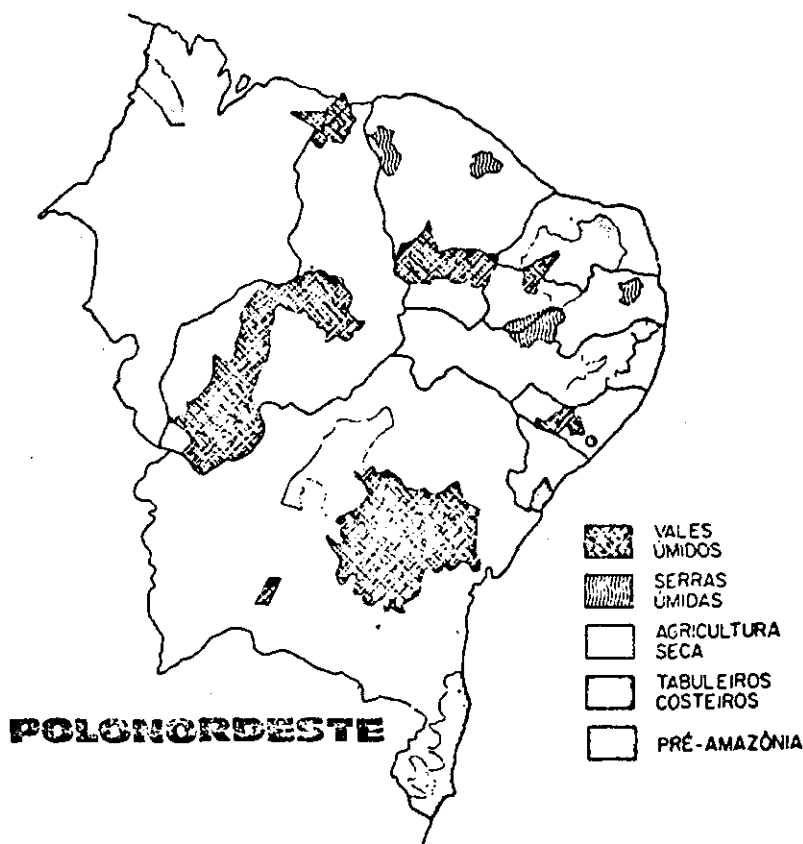 VALES
ÚMIDOS
SERRAS
ÚMIDAS
AGRICULTURA
SECA
TABULEIROS
COSTEIROS
PRÉ-AMAZÔNIA
POLONORDESTE